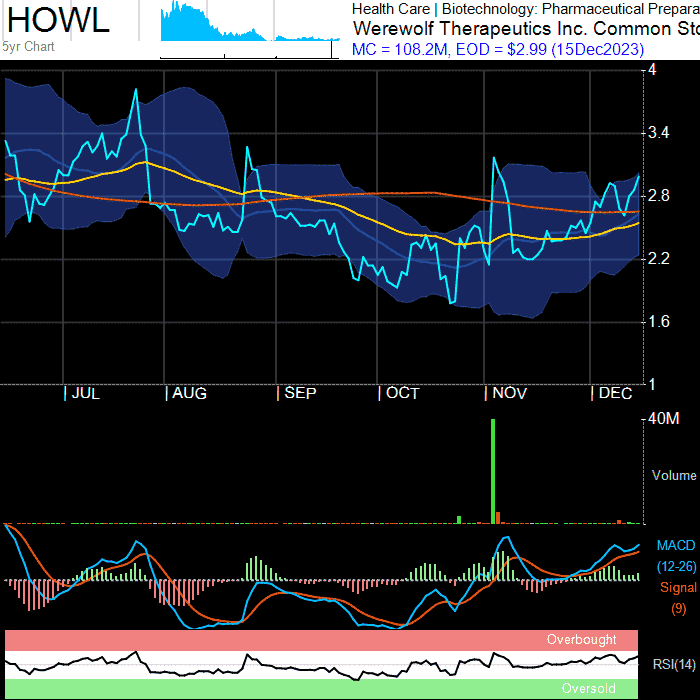 HOWL
5yr Chart
Health Care | Biotechnology: Pharmaceutical Prepara
Werewolf Therapeutics Inc. Common Sto
MC = 108.2M, EOD = $2.99 (15Dec2023)
4
3.4
2.8
2.2
1.6
1
| JUL | AUG | SEP | OCT | NOV | DEC
40M
Volume
MACD
(12-26)
Signal
(9)
Overbought
RSI(14)
Oversold